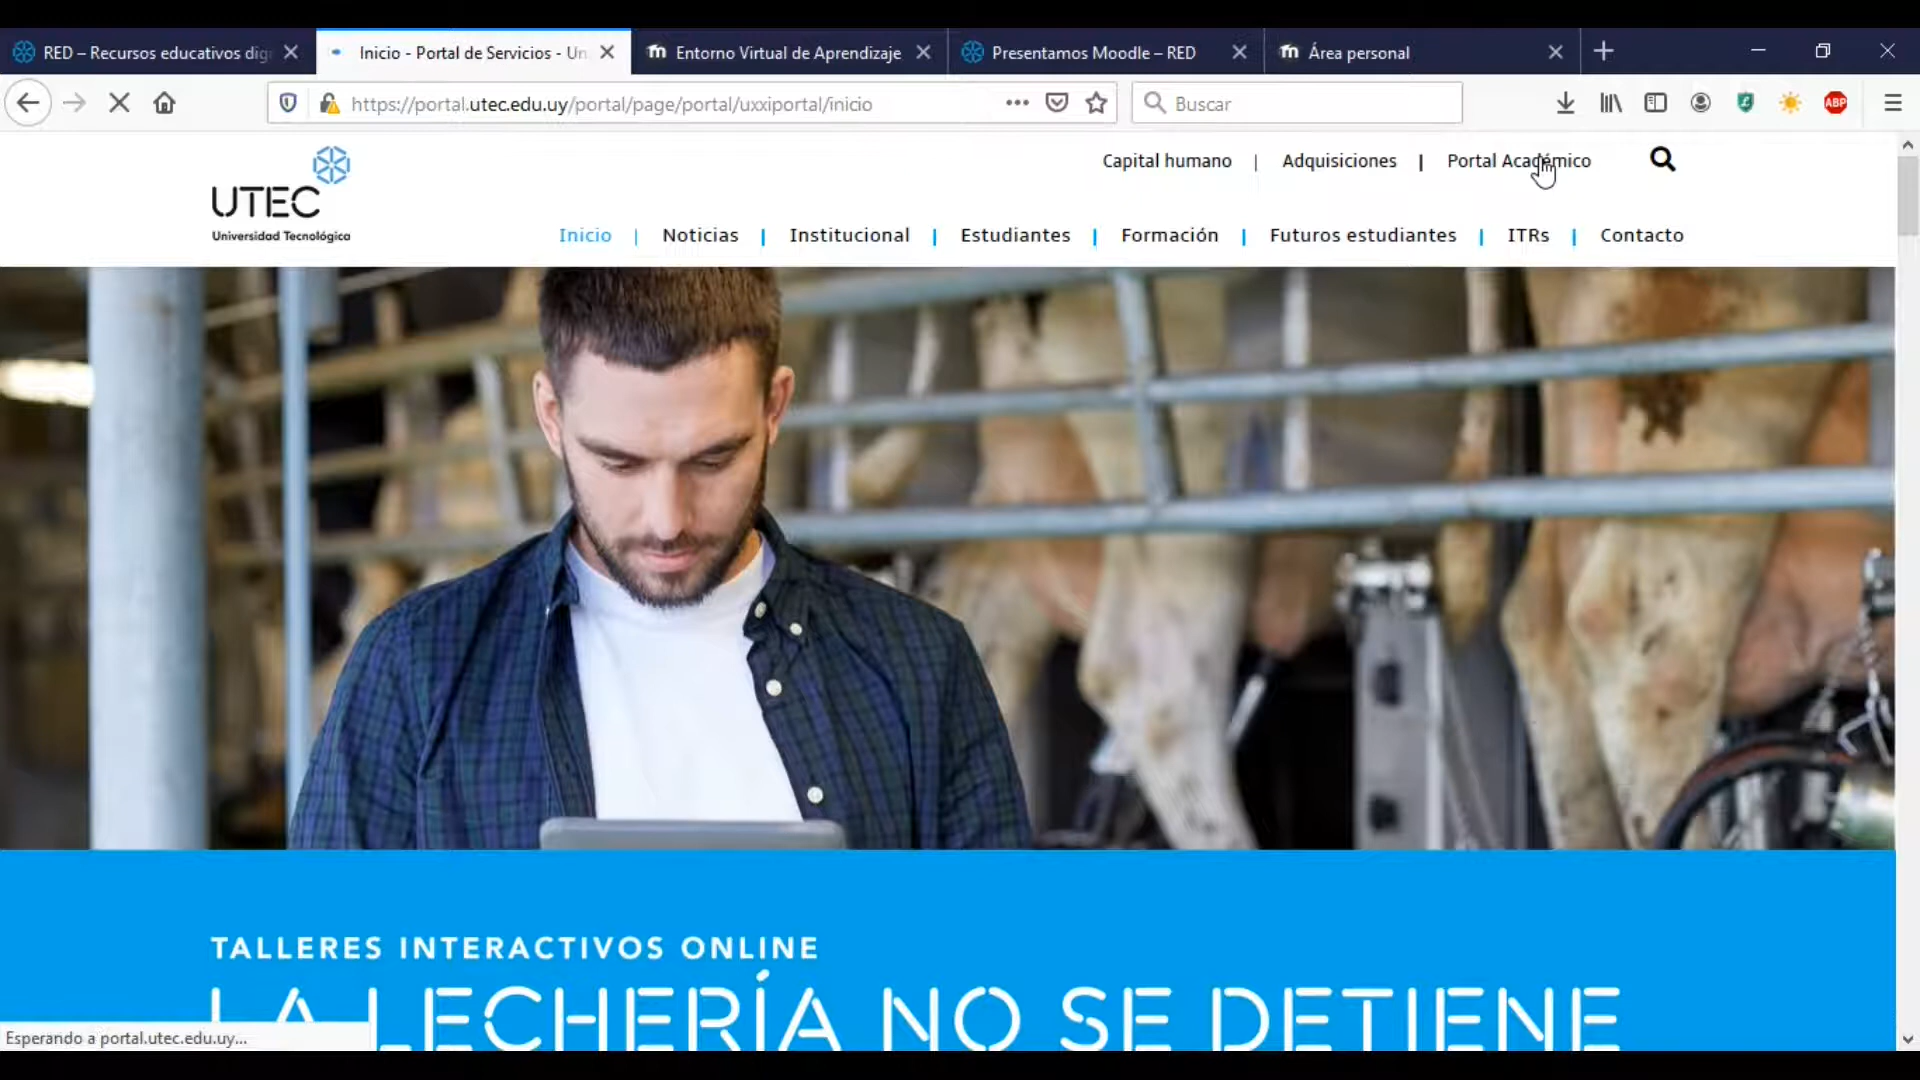 RED – Recursos educativos dig
Inicio - Portal de Servicios - Un
Entorno Virtual de Aprendizaje
Presentamos Moodle – RED
Área personal
https://portal.utec.edu.uy/portal/page/portal/uxxiportal/inicio
Buscar
ABP
Capital humano | Adquisiciones | Portal Académico
UTEC
Universidad Tecnológica
Inicio | Noticias | Institucional | Estudiantes | Formación | Futuros estudiantes | ITRs | Contacto
TALLERES INTERACTIVOS ONLINE
LA LECHERÍA NO SE DETIENE
Esperando a portal.utec.edu.uy...